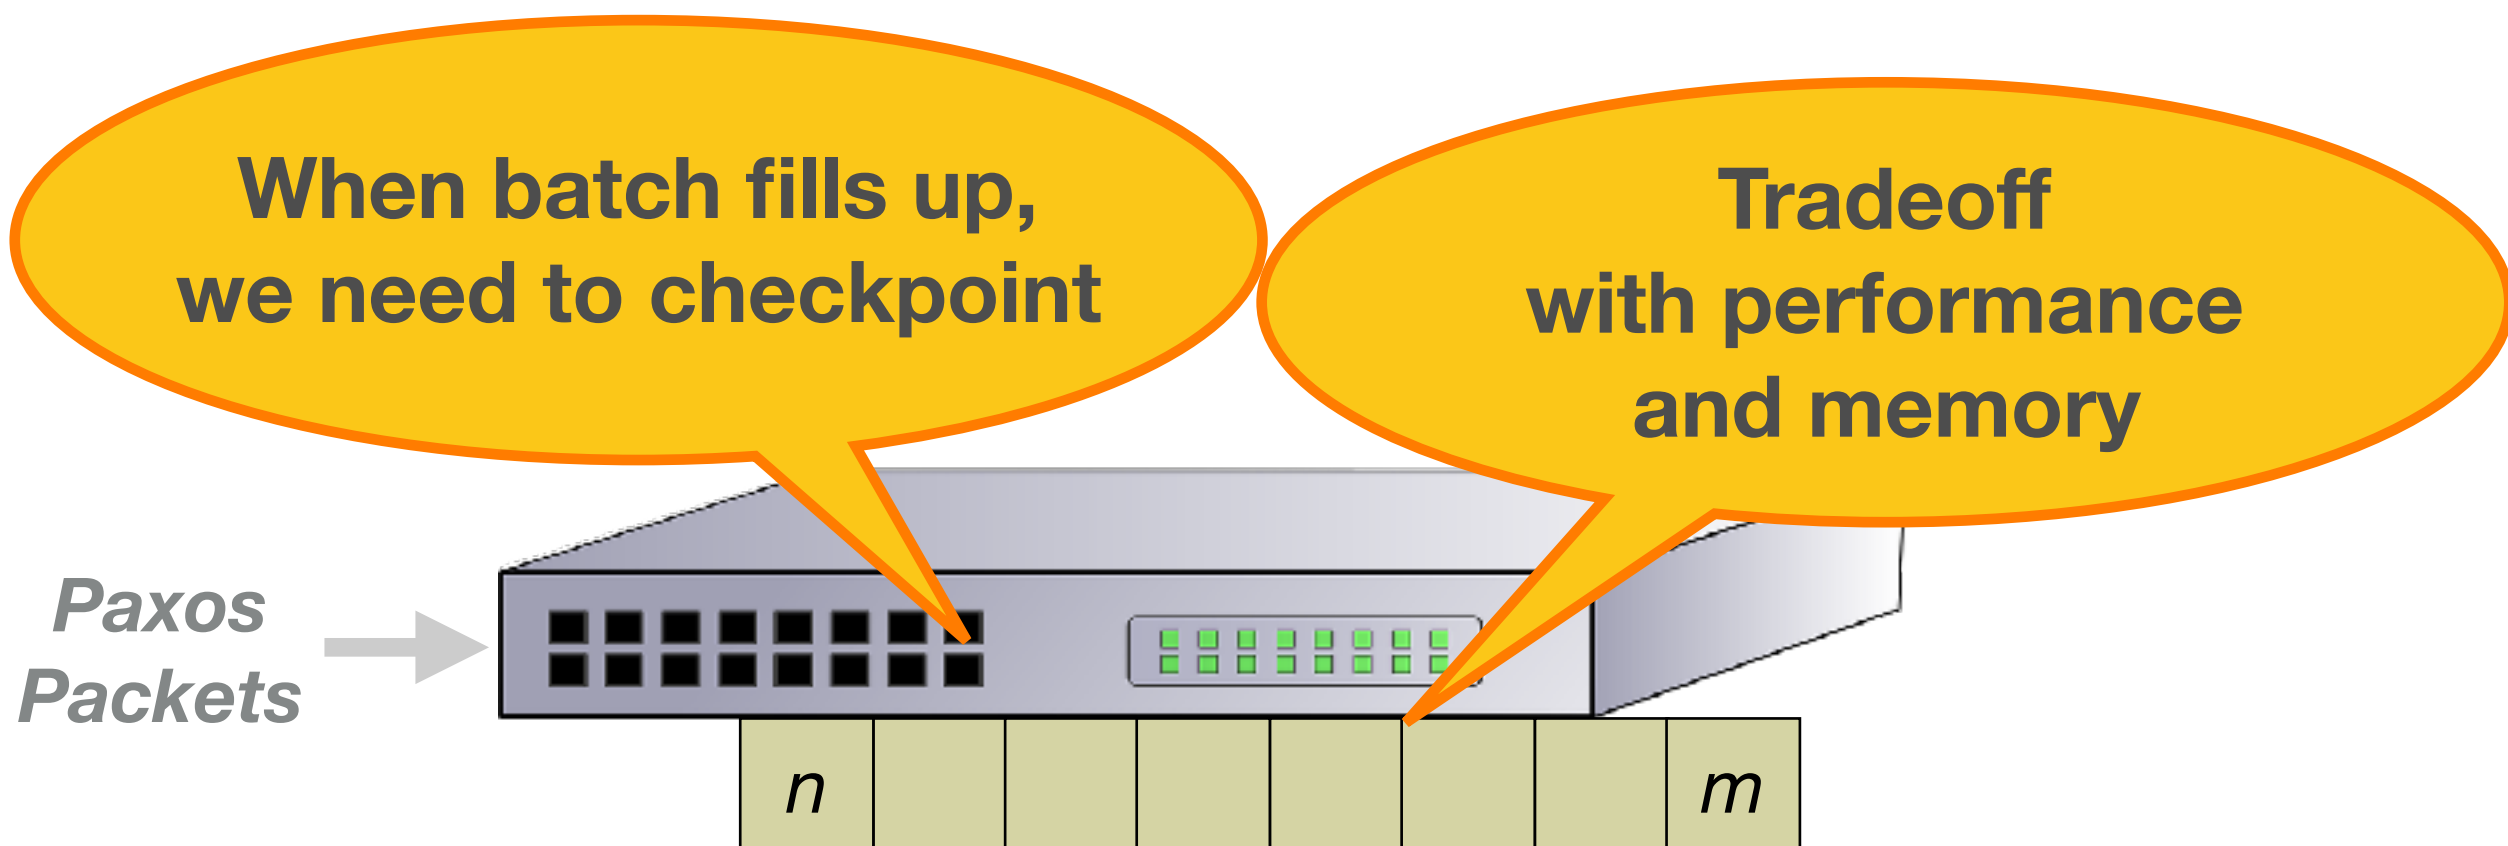 When batch fills up,
we need to checkpoint
Tradeoff
with performance
and memory
Paxos
Packets
n
m